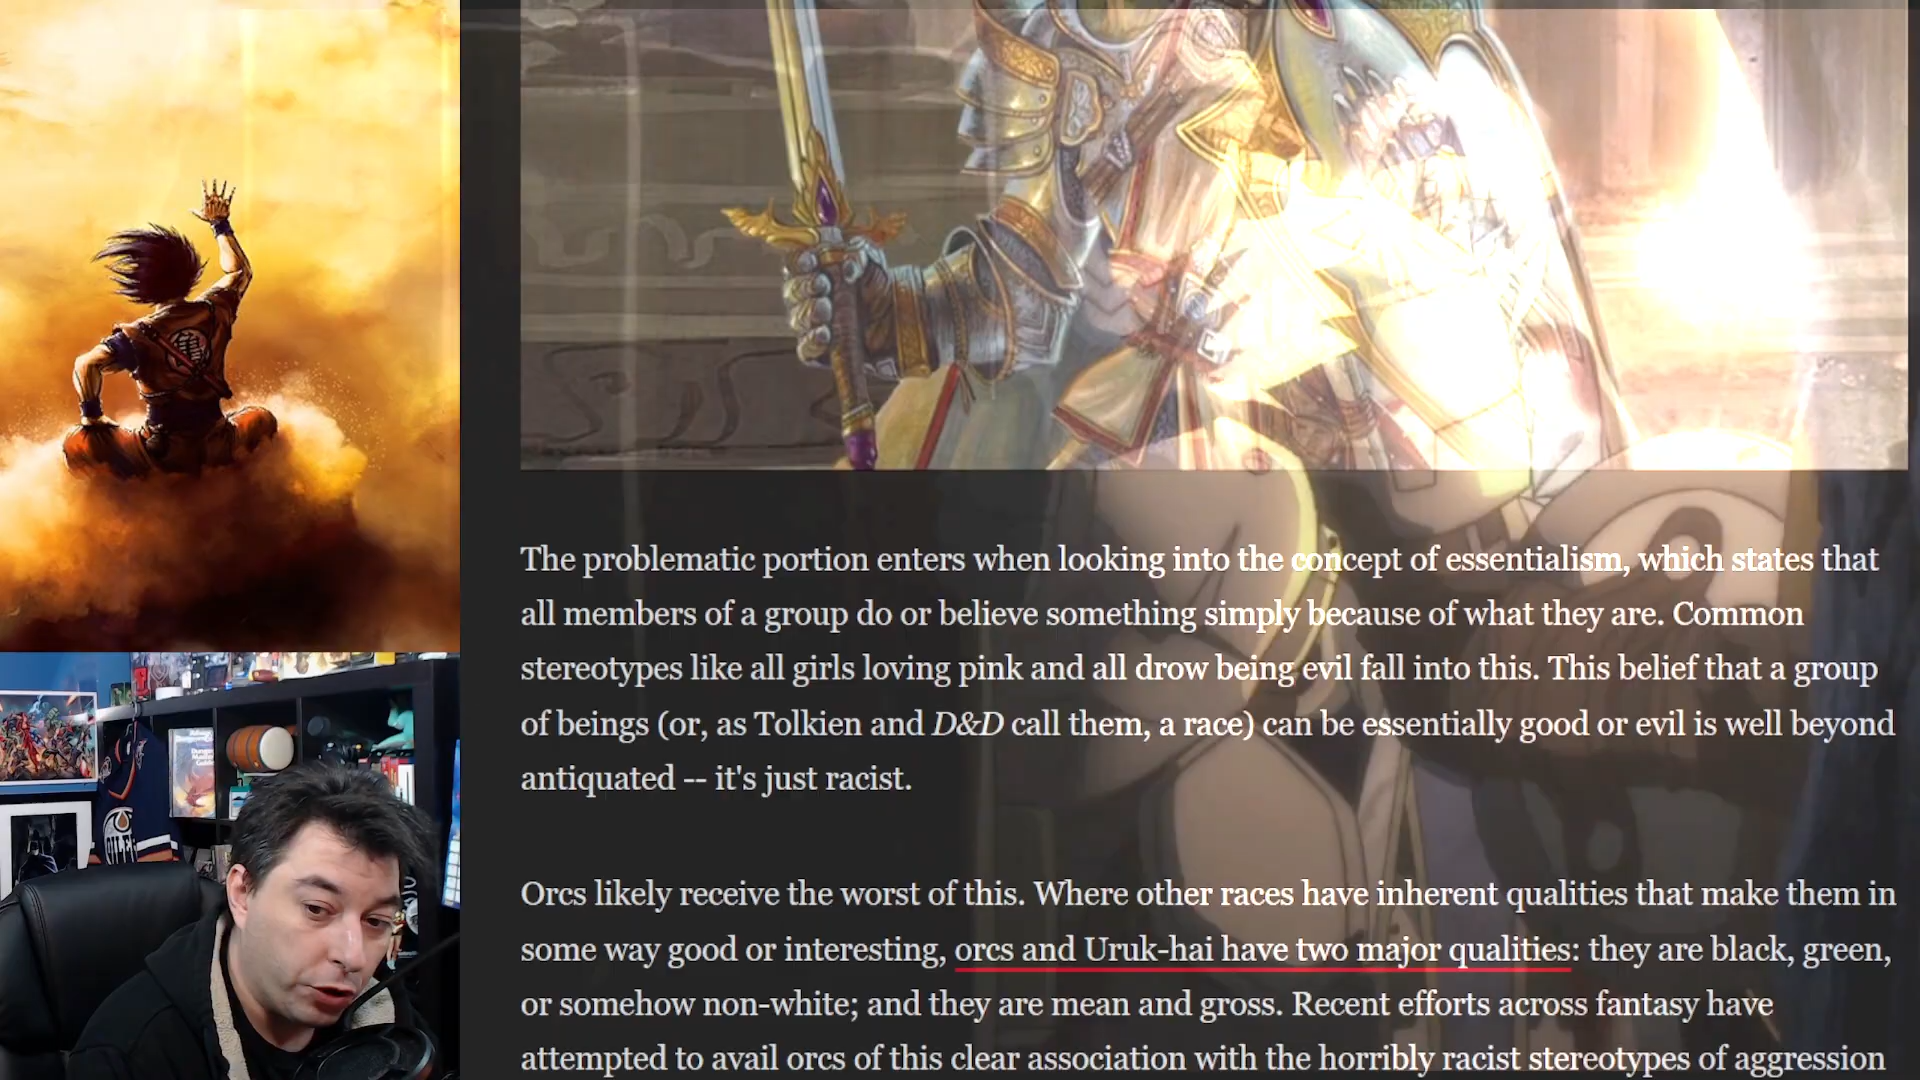 The problematic portion enters when looking into the concept of essentialism, which states that
all members of a group do or believe something simply because of what they are. Common
stereotypes like all girls loving pink and all drow being evil fall into this. This belief that a group
of beings (or, as Tolkien and D&D call them, a race) can be essentially good or evil is well beyond
antiquated -- it's just racist.
Orcs likely receive the worst of this. Where other races have inherent qualities that make them in
some way good or interesting, orcs and Uruk-hai have two major qualities: they are black, green,
or somehow non-white; and they are mean and gross. Recent efforts across fantasy have
attempted to avail orcs of this clear association with the horribly racist stereotypes of aggression